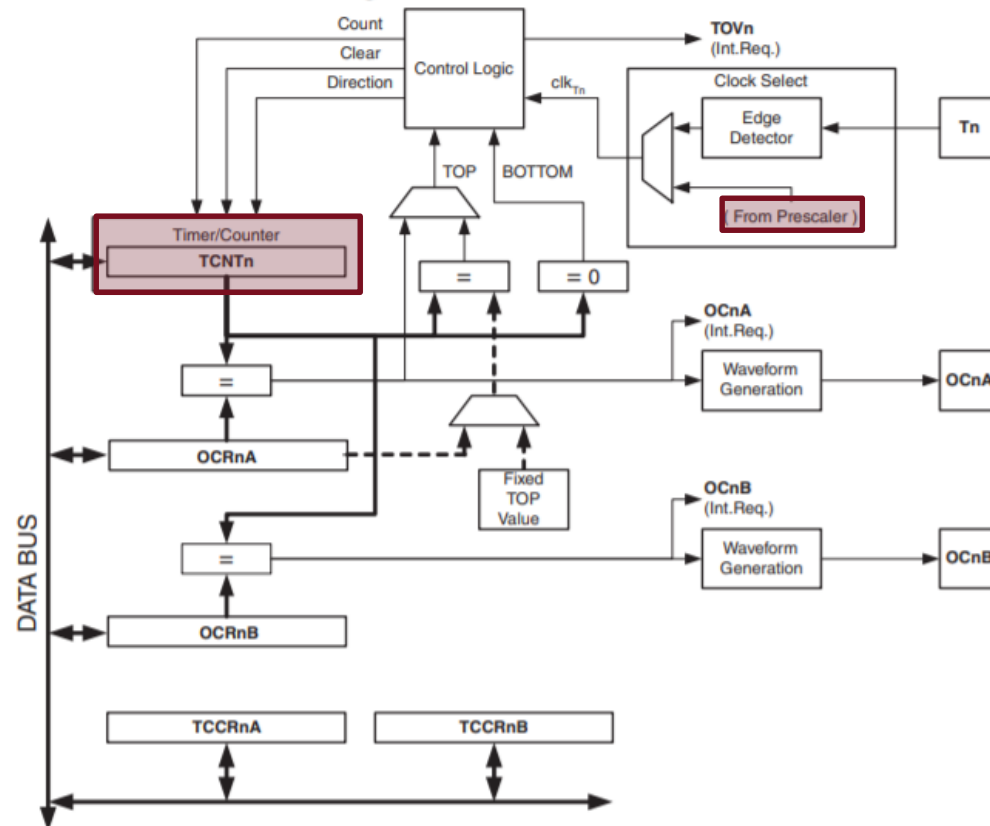 Count
Clear
Direction
Control Logic
TOVn
(Int.Req.)
clkTn
Clock Select
Edge
Detector
Tn
TOP
BOTTOM
( From Prescaler )
Timer/Counter
TCNTn
=
= 0
OCnA
(Int.Req.)
=
Waveform
Generation
OCnA
OCRnA
Fixed
TOP
Value
OCnB
(Int.Req.)
=
Waveform
Generation
OCnB
DATA BUS
OCRnB
TCCRnA
TCCRnB